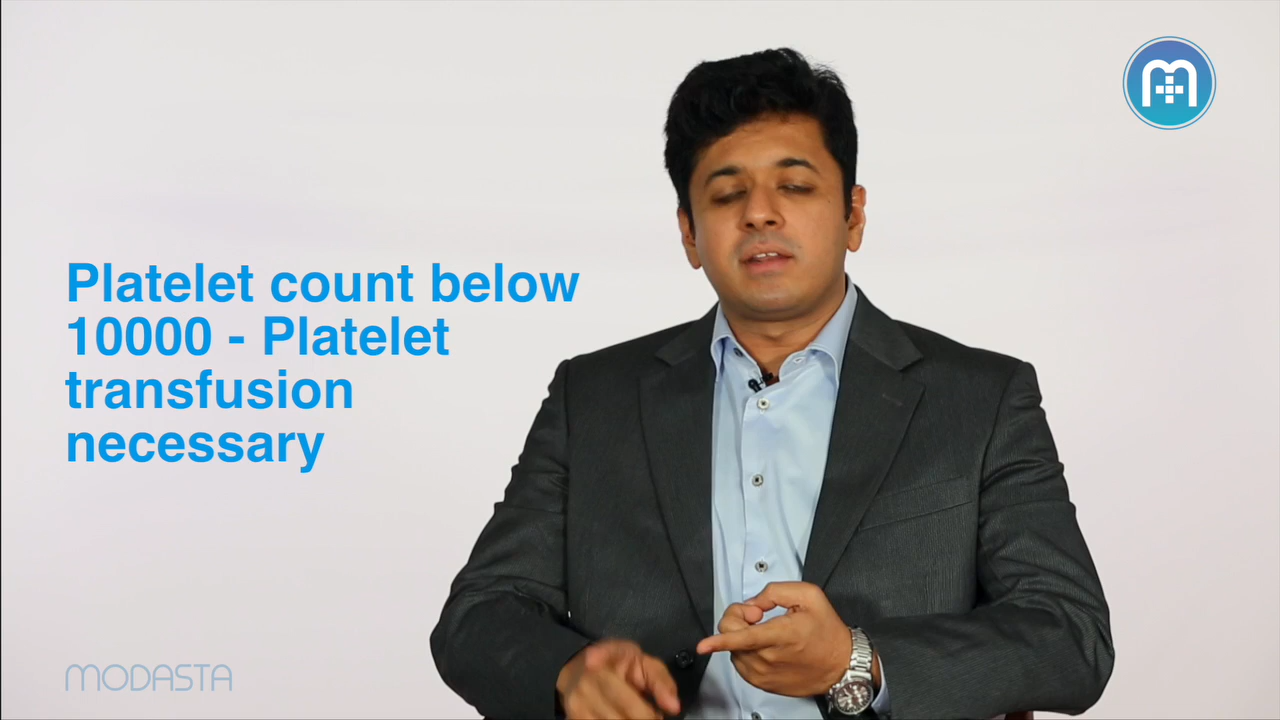 Platelet count below
10000 - Platelet
transfusion
necessary
MODASTA